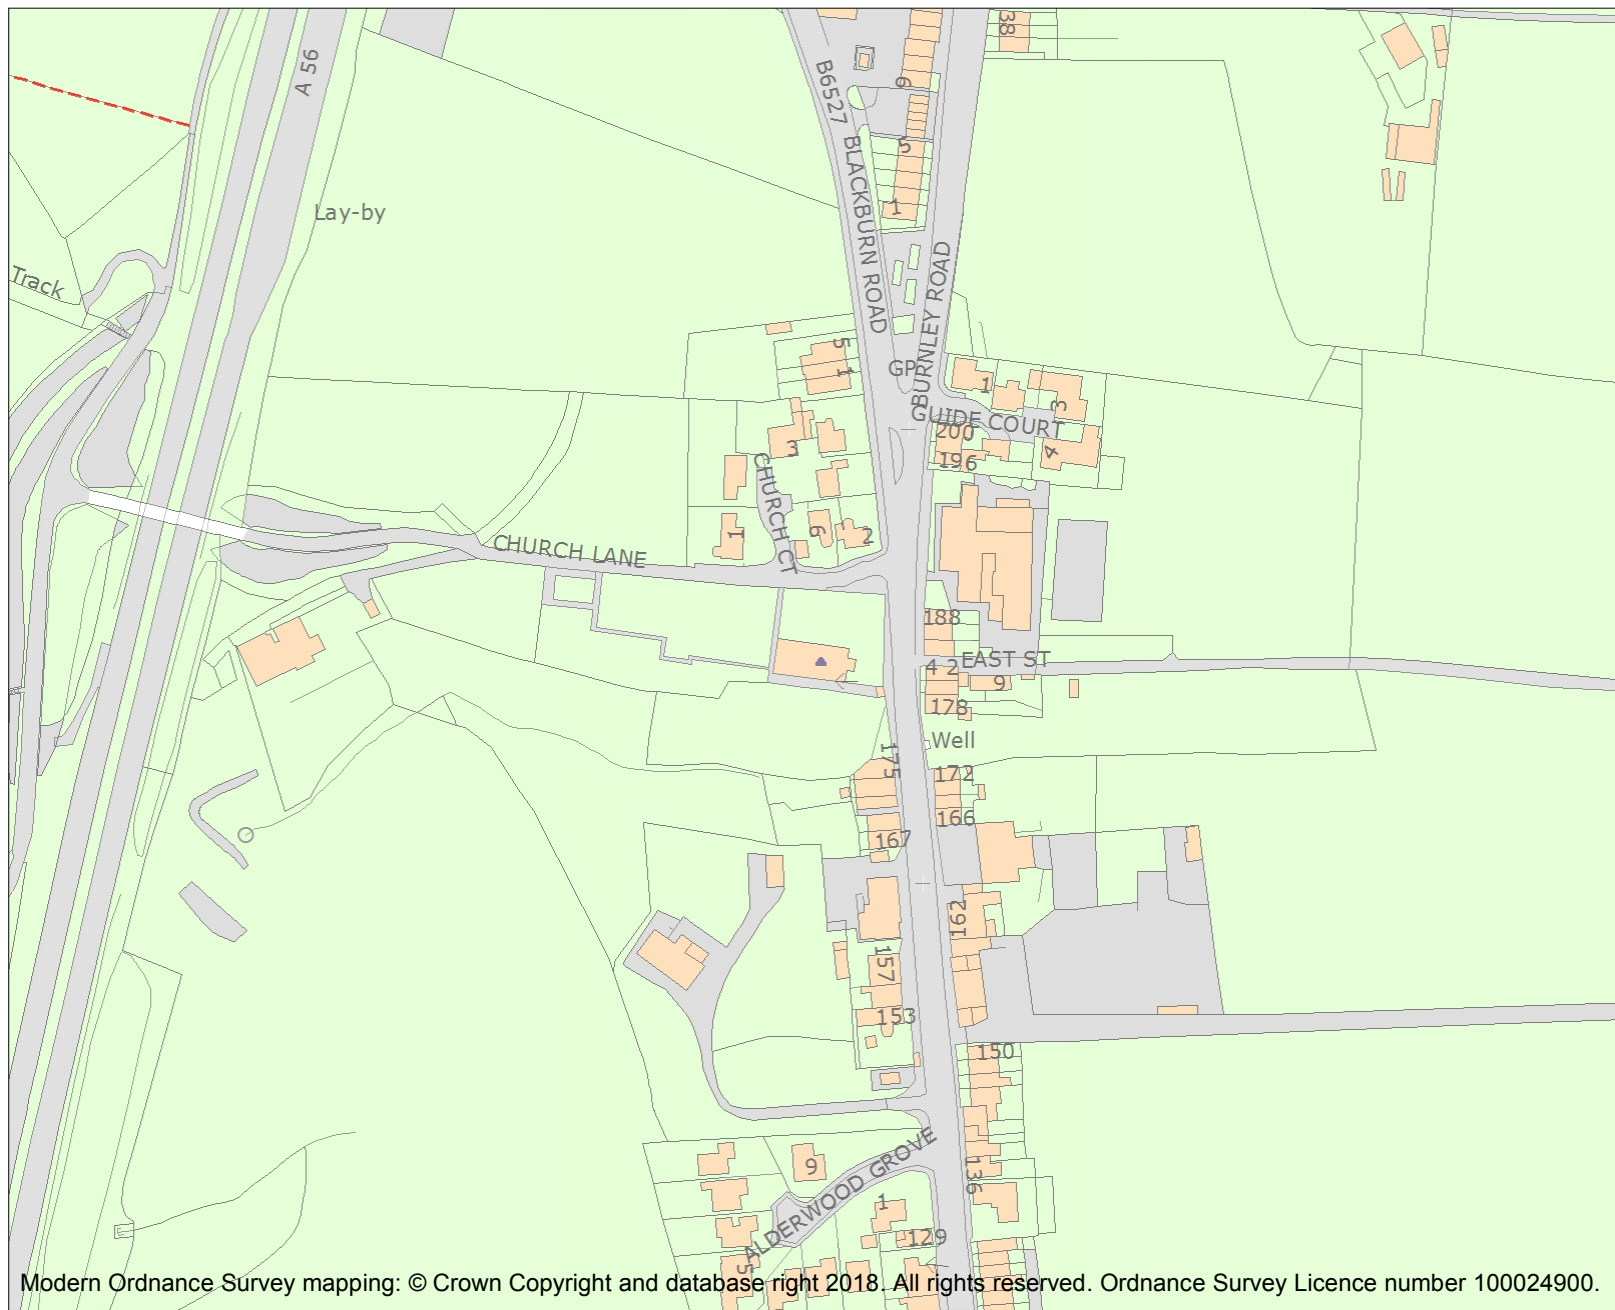 38
A 56
B6527 BLACKBURN ROAD
6
5
1
Lay-by
Track
BURNLEY ROAD
5
1
GP
1
3
GUIDE COURT
200
196
4
3
CHURCH CT
1
6
2
CHURCH LANE
188
EAST ST
4 2
9
178
Well
175
172
166
167
162
157
153
150
136
ALDERWOOD GROVE
9
1
129
5
Modern Ordnance Survey mapping: © Crown Copyright and database right 2018. All rights reserved. Ordnance Survey Licence number 100024900.